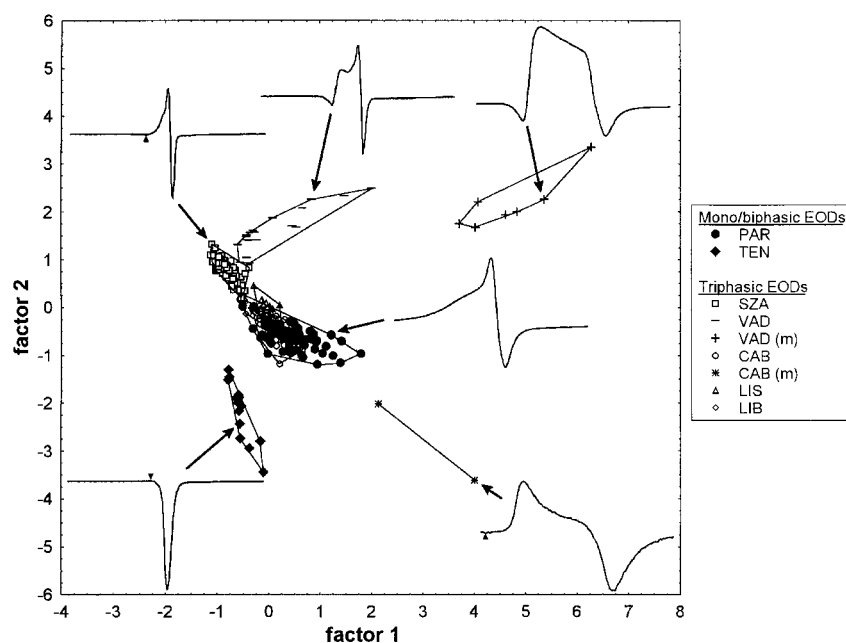 6
5
4
3
2
1
0
-1
-2
-3
-4
-5
-6
factor 2
-4 -3 -2 -1 0 1 2 3 4 5 6 7 8
factor 1
Mono/biphasic EODs
PAR
TEN
Triphasic EODs
SZA
VAD
VAD (m)
CAB
CAB (m)
LIS
LIB